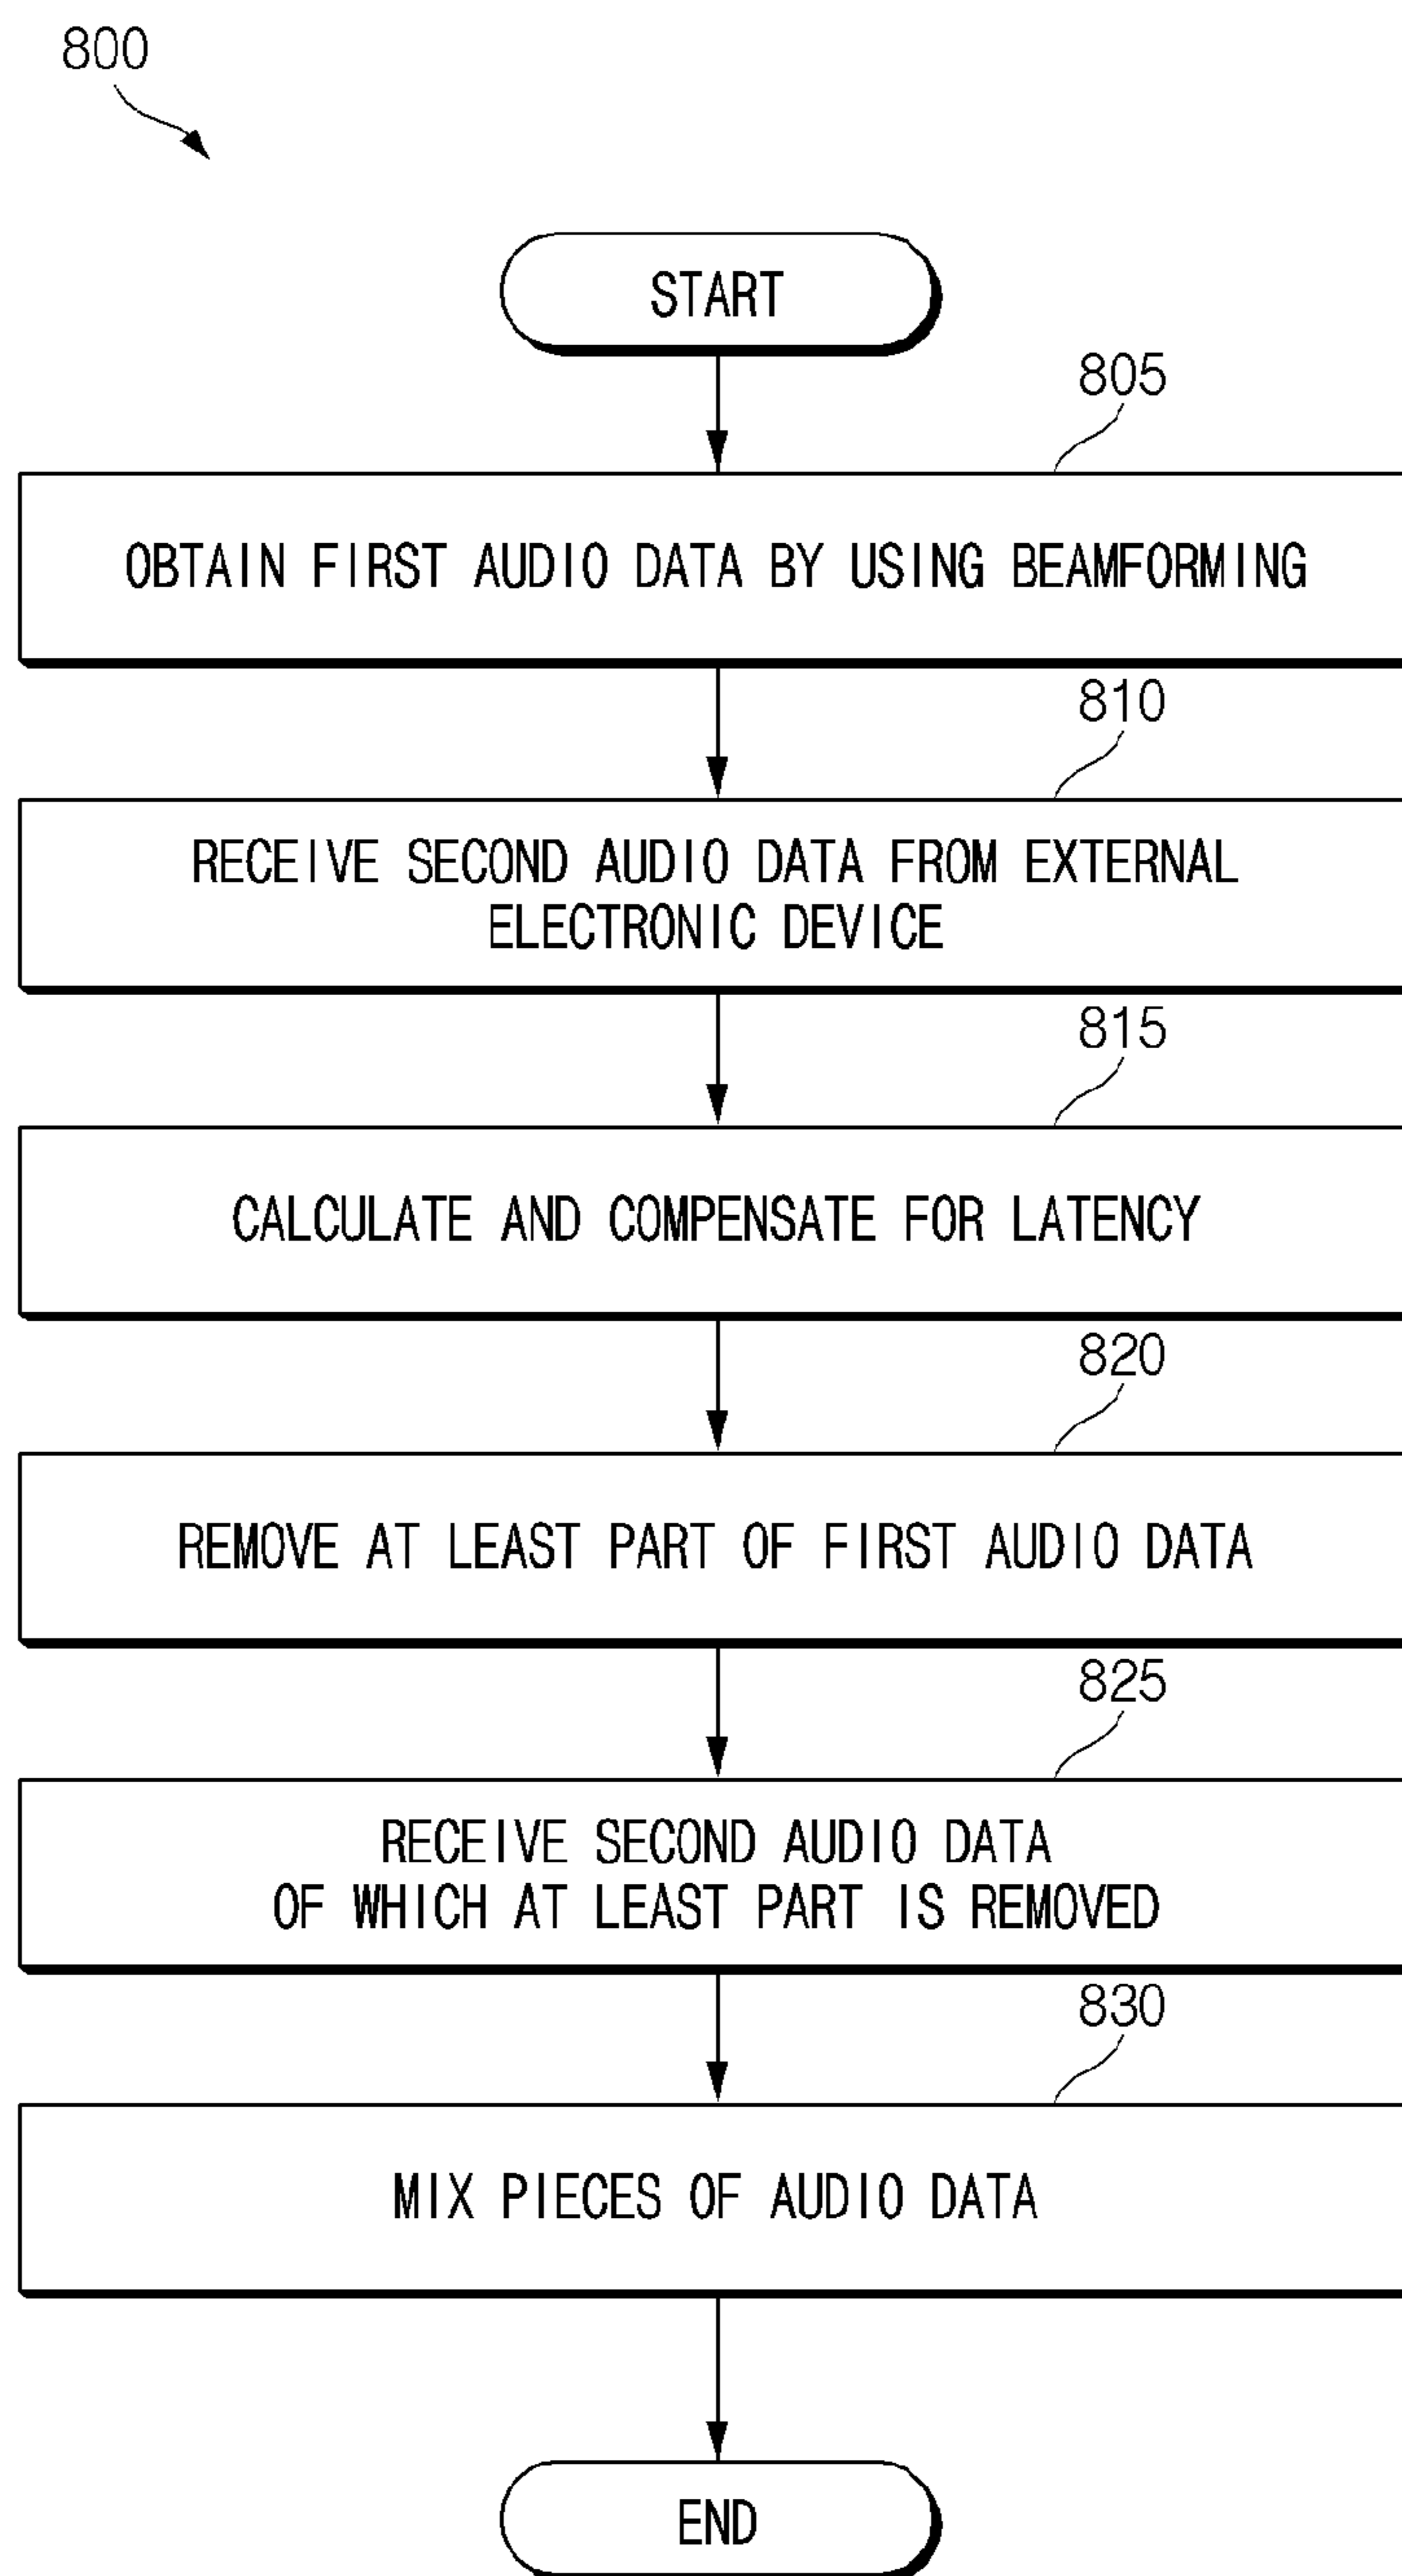 800
START
805
OBTAIN FIRST AUDIO DATA BY USING BEAMFORMING
810
RECEIVE SECOND AUDIO DATA FROM EXTERNAL
ELECTRONIC DEVICE
815
CALCULATE AND COMPENSATE FOR LATENCY
820
REMOVE AT LEAST PART OF FIRST AUDIO DATA
825
RECEIVE SECOND AUDIO DATA
OF WHICH AT LEAST PART IS REMOVED
830
MIX PIECES OF AUDIO DATA
END